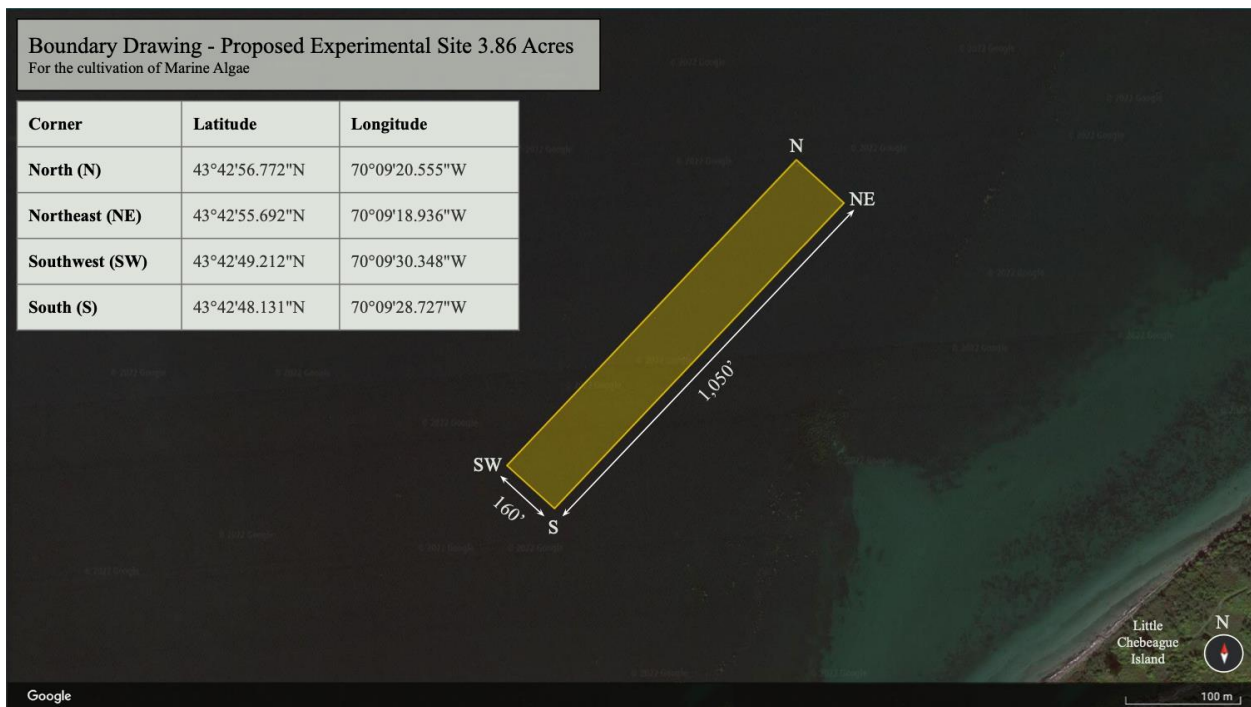 Boundary Drawing - Proposed Experimental Site 3.86 Acres
For the cultivation of Marine Algae
Corner Latitude Longitude
North (N) 43°42'56.772"N 70°09'20.555"W
Northeast (NE) 43°42'55.692"N 70°09'18.936"W
Southwest (SW) 43°42'49.212"N 70°09'30.348"W
South (S) 43°42'48.131"N 70°09'28.727"W
N
NE
1,050’
SW
160’
S
Little
Chebeague
Island
N
Google
100 m